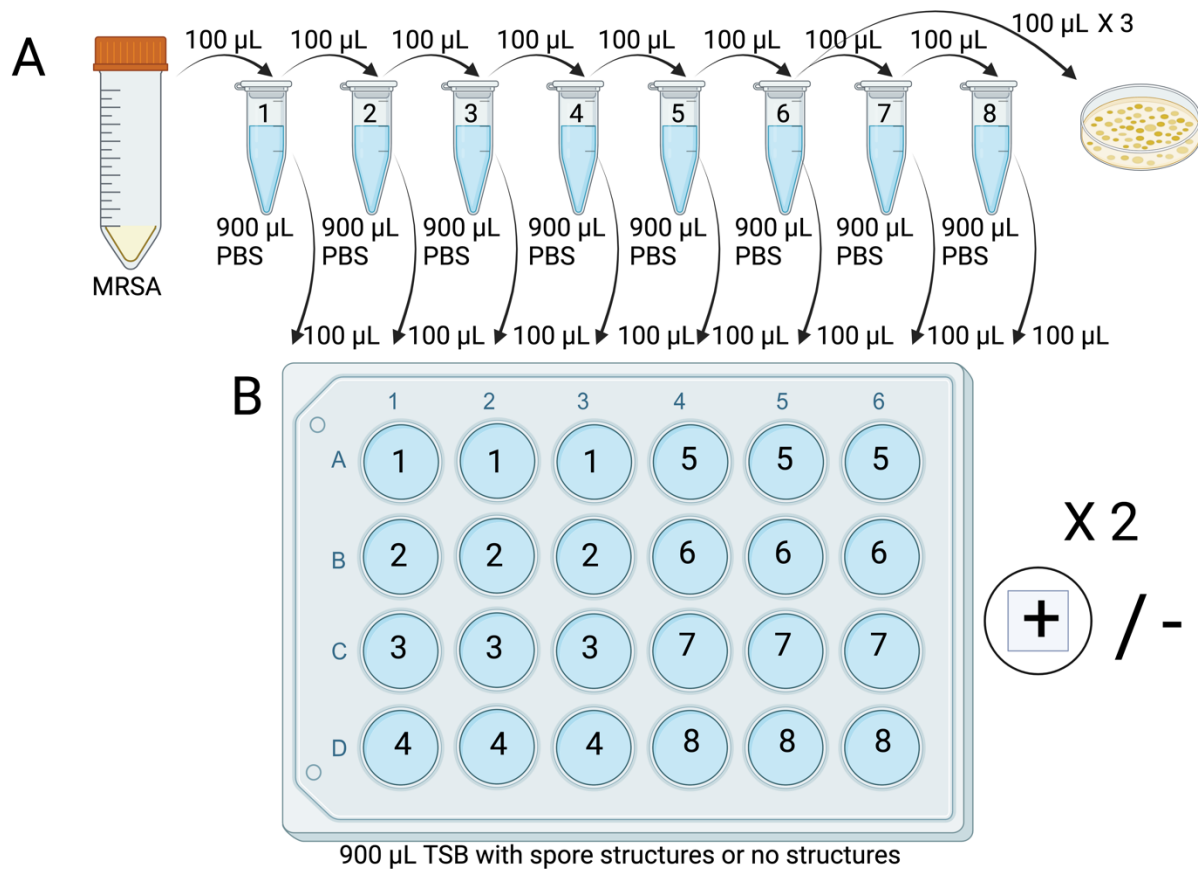 A
100 µL 100 µL 100 µL 100 µL 100 µL 100 µL 100 µL 100 µL 100 µL X 3
1 2 3 4 5 6 7 8
900 µL 900 µL 900 µL 900 µL 900 µL 900 µL 900 µL 900 µL
PBS PBS PBS PBS PBS PBS PBS PBS
MRSA
100 µL 100 µL 100 µL 100 µL 100 µL 100 µL 100 µL 100 µL
B
1 2 3 4 5 6
A 1 1 1 5 5 5
B 2 2 2 6 6 6
C 3 3 3 7 7 7
D 4 4 4 8 8 8
X 2
+ / -
900 µL TSB with spore structures or no structures